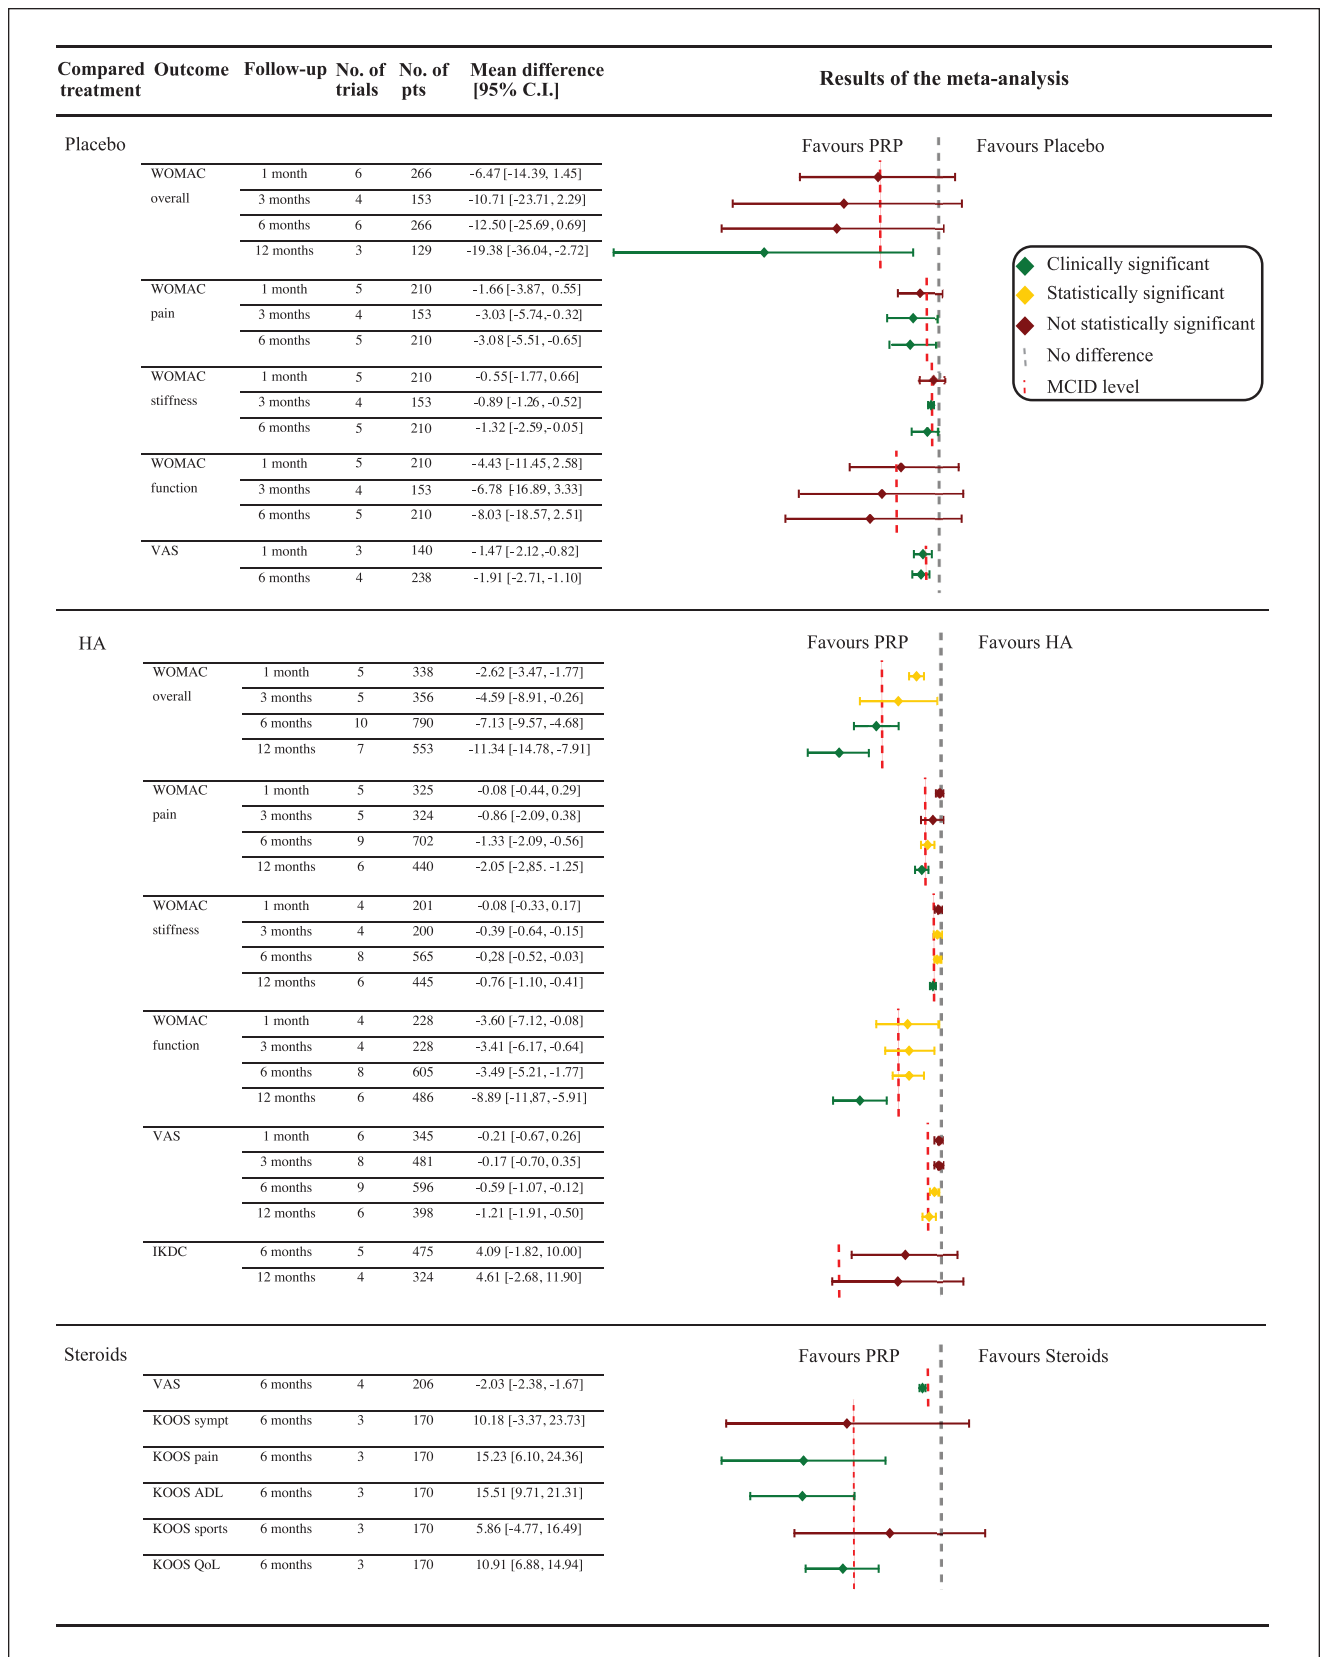 Compared Outcome Follow-up No. of No. of Mean difference
treatment trials pts [95% C.I.]
Results of the meta-analysis
Placebo
Favours PRP Favours Placebo
WOMAC 1 month 6 266 -6.47 [-14.39, 1.45]
overall 3 months 4 153 -10.71 [-23.71, 2.29]
6 months 6 266 -12.50 [-25.69, 0.69]
12 months 3 129 -19.38 [-36.04, -2.72]
WOMAC 1 month 5 210 -1.66 [-3.87, 0.55]
pain 3 months 4 153 -3.03 [-5.74,-0.32]
6 months 5 210 -3.08 [-5.51, -0.65]
WOMAC 1 month 5 210 -0.55[-1.77, 0.66]
stiffness 3 months 4 153 -0.89 [-1.26, -0.52]
6 months 5 210 -1.32 [-2.59,-0.05]
WOMAC 1 month 5 210 -4.43 [-11.45, 2.58]
function 3 months 4 153 -6.78 [-16.89, 3.33]
6 months 5 210 -8.03 [-18.57, 2.51]
VAS 1 month 3 140 -1.47 [-2.12,-0.82]
6 months 4 238 -1.91 [-2.71, -1.10]
Clinically significant
Statistically significant
Not statistically significant
No difference
MCID level
HA
Favours PRP Favours HA
WOMAC 1 month 5 338 -2.62 [-3.47, -1.77]
overall 3 months 5 356 -4.59 [-8.91, -0.26]
6 months 10 790 -7.13 [-9.57, -4.68]
12 months 7 553 -11.34 [-14.78, -7.91]
WOMAC 1 month 5 325 -0.08 [-0.44, 0.29]
pain 3 months 5 324 -0.86 [-2.09, 0.38]
6 months 9 702 -1.33 [-2.09, -0.56]
12 months 6 440 -2.05 [-2,85. -1.25]
WOMAC 1 month 4 201 -0.08 [-0.33, 0.17]
stiffness 3 months 4 200 -0.39 [-0.64, -0.15]
6 months 8 565 -0,28 [-0.52, -0.03]
12 months 6 445 -0.76 [-1.10, -0.41]
WOMAC 1 month 4 228 -3.60 [-7.12, -0.08]
function 3 months 4 228 -3.41 [-6.17, -0.64]
6 months 8 605 -3.49 [-5.21, -1.77]
12 months 6 486 -8.89 [-11,87, -5.91]
VAS 1 month 6 345 -0.21 [-0.67, 0.26]
3 months 8 481 -0.17 [-0.70, 0.35]
6 months 9 596 -0.59 [-1.07, -0.12]
12 months 6 398 -1.21 [-1.91, -0.50]
IKDC 6 months 5 475 4.09 [-1.82, 10.00]
12 months 4 324 4.61 [-2.68, 11.90]
Steroids
Favours PRP Favours Steroids
VAS 6 months 4 206 -2.03 [-2.38, -1.67]
KOOS sympt 6 months 3 170 10.18 [-3.37, 23.73]
KOOS pain 6 months 3 170 15.23 [6.10, 24.36]
KOOS ADL 6 months 3 170 15.51 [9.71, 21.31]
KOOS sports 6 months 3 170 5.86 [-4.77, 16.49]
KOOS QoL 6 months 3 170 10.91 [6.88, 14.94]